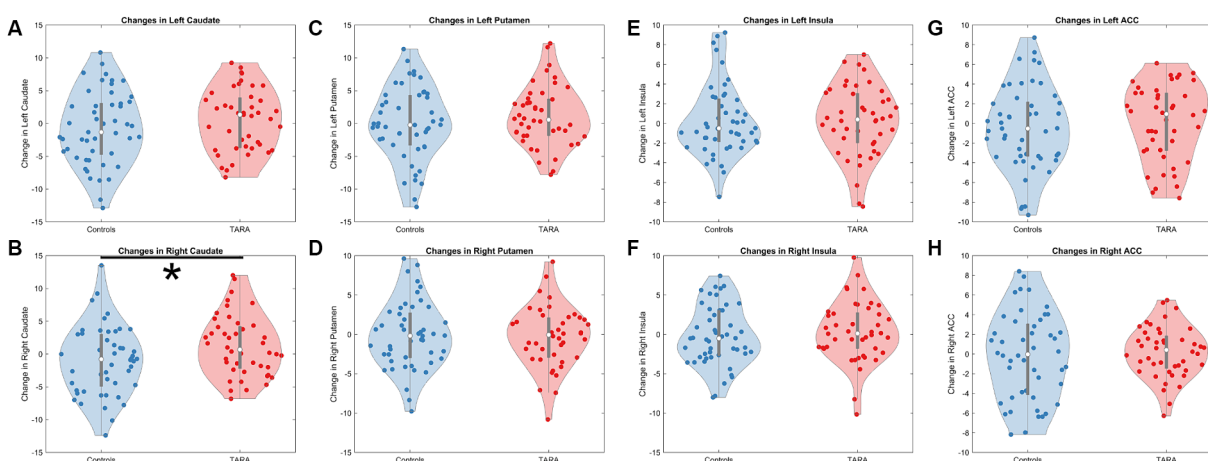 A
Changes in Left Caudate
Change in Left Caudate
15
10
5
0
-5
-10
-15
Controls
TARA
C
Changes in Left Putamen
Change in Left Putamen
15
10
5
0
-5
-10
-15
Controls
TARA
E
Changes in Left Insula
Change in Left Insula
10
8
6
4
2
0
-2
-4
-6
-8
-10
Controls
TARA
G
Changes in Left ACC
Change in Left ACC
10
8
6
4
2
0
-2
-4
-6
-8
-10
Controls
TARA
B
Changes in Right Caudate
*
Change in Right Caudate
15
10
5
0
-5
-10
-15
Controls
TARA
D
Changes in Right Putamen
Change in Right Putamen
10
5
0
-5
-10
-15
Controls
TARA
F
Changes in Right Insula
Change in Right Insula
10
5
0
-5
-10
-15
Controls
TARA
H
Changes in Right ACC
Change in Right ACC
10
8
6
4
2
0
-2
-4
-6
-8
-10
Controls
TARA